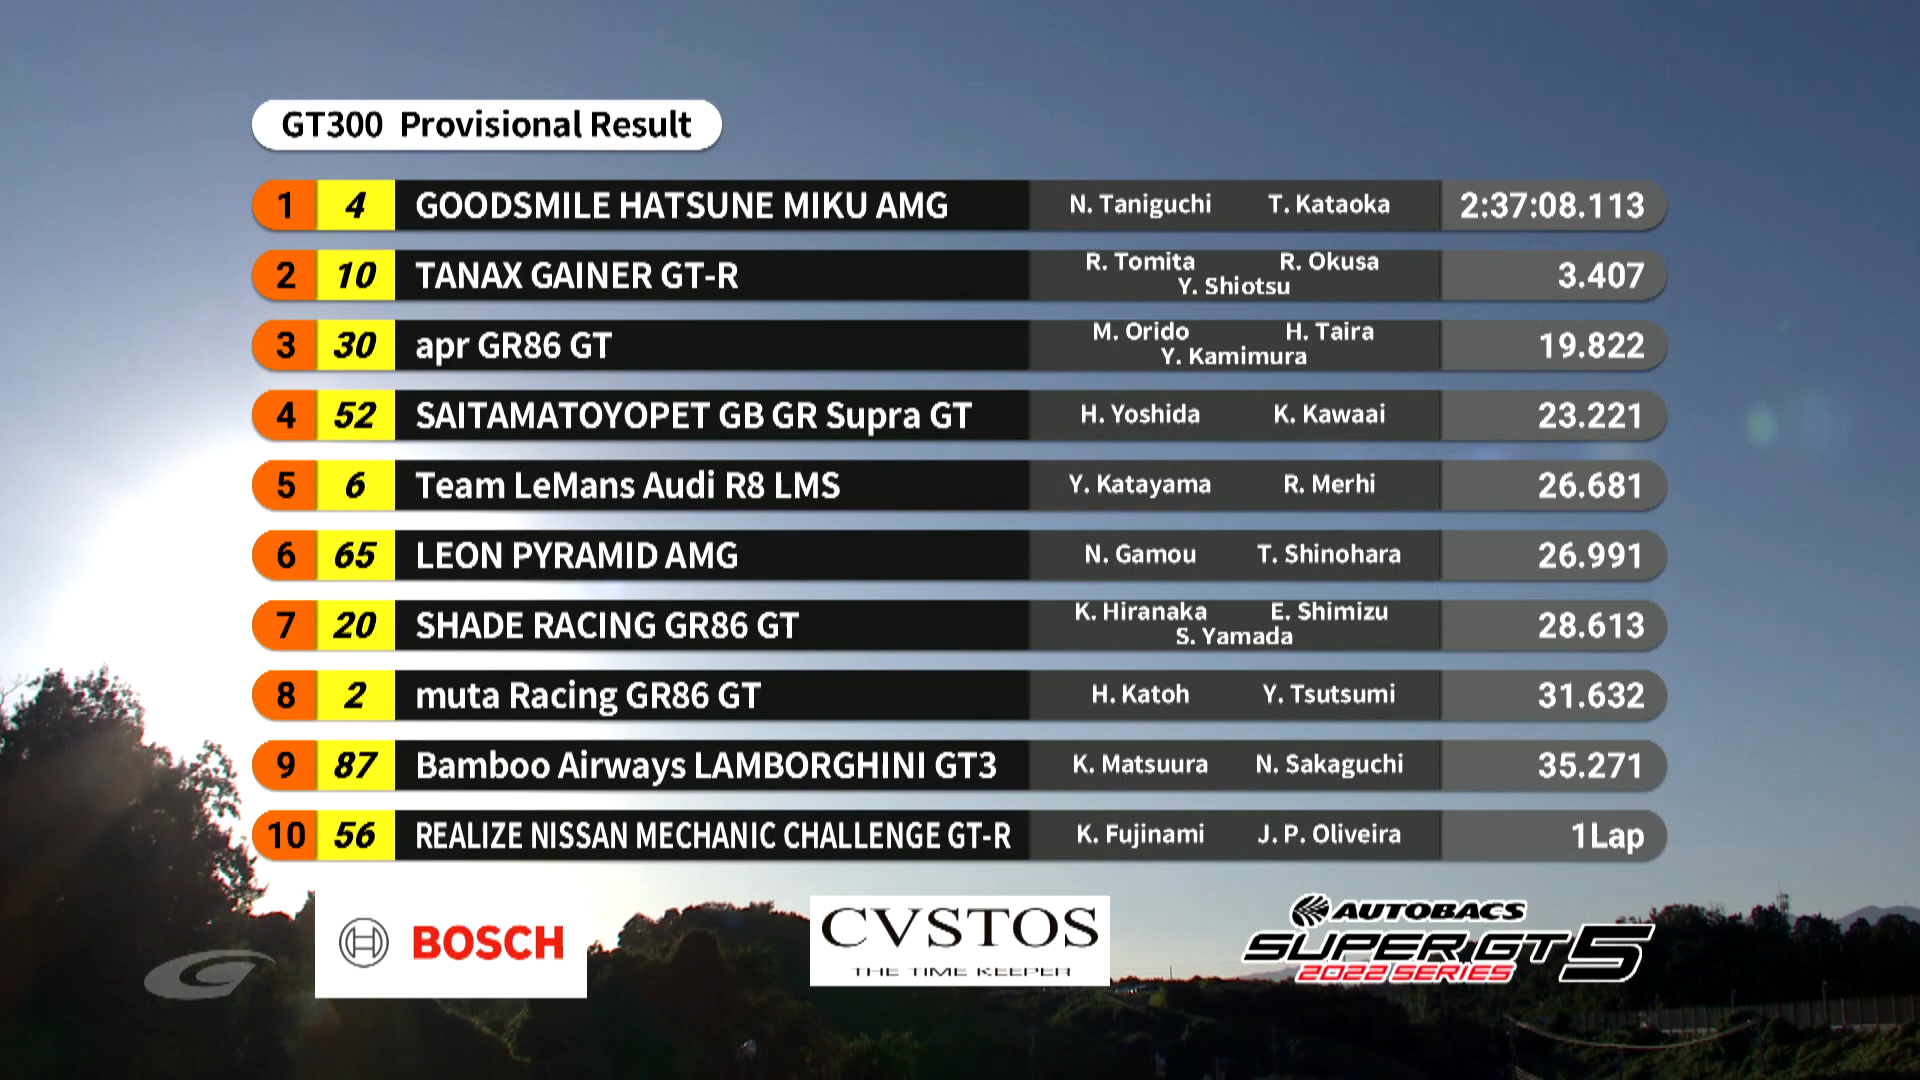 GT300 Provisional Result
1 4 GOODSMILE HATSUNE MIKU AMG N. Taniguchi T. Kataoka 2:37:08.113
2 10 TANAX GAINER GT-R R. Tomita R. Okusa Y. Shiotsu 3.407
3 30 apr GR86 GT M. Orido H. Taira Y. Kamimura 19.822
4 52 SAITAMATOYOPET GB GR Supra GT H. Yoshida K. Kawaai 23.221
5 6 Team LeMans Audi R8 LMS Y. Katayama R. Merhi 26.681
6 65 LEON PYRAMID AMG N. Gamou T. Shinohara 26.991
7 20 SHADE RACING GR86 GT K. Hiranaka E. Shimizu S. Yamada 28.613
8 2 muta Racing GR86 GT H. Katoh Y. Tsutsumi 31.632
9 87 Bamboo Airways LAMBORGHINI GT3 K. Matsuura N. Sakaguchi 35.271
10 56 REALIZE NISSAN MECHANIC CHALLENGE GT-R K. Fujinami J. P. Oliveira 1Lap
BOSCH
CVSTOS
THE TIME KEEPER
AUTOBACS
SUPER GT 5
2022 SERIES